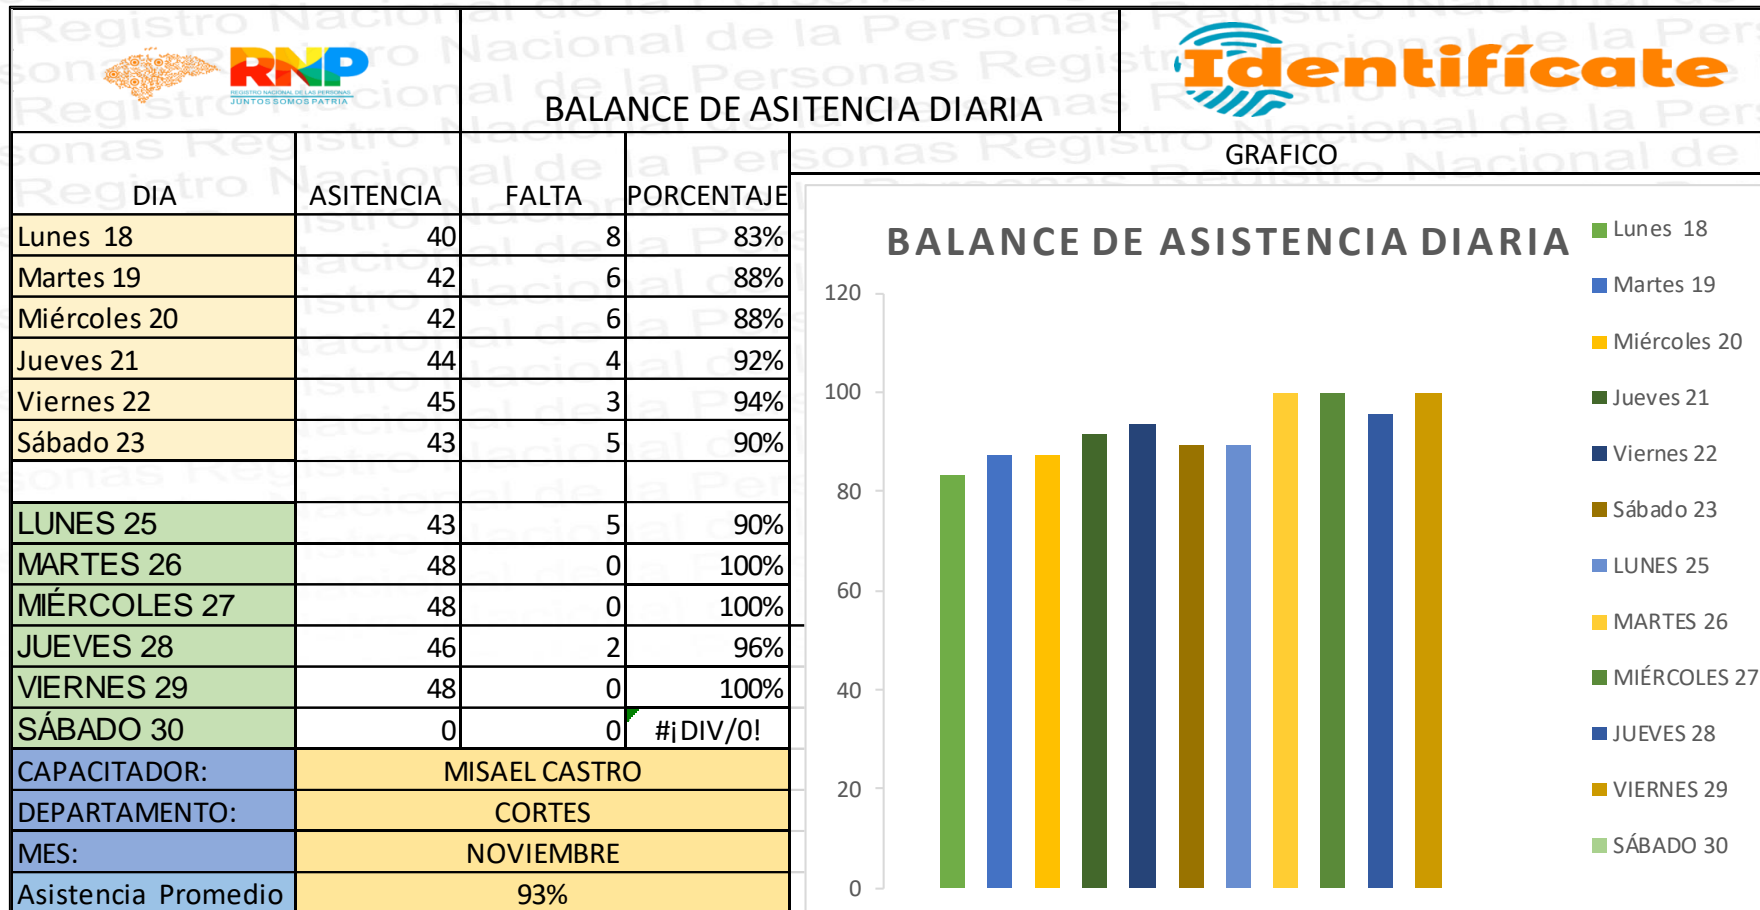 RNP
REGISTRO NACIONAL DE LAS PERSONAS
JUNTOS SOMOS PATRIA
BALANCE DE ASITENCIA DIARIA
Identifícate
DIA ASITENCIA FALTA PORCENTAJE GRAFICO
Lunes 18 40 8 83%
Martes 19 42 6 88%
Miércoles 20 42 6 88%
Jueves 21 44 4 92%
Viernes 22 45 3 94%
Sábado 23 43 5 90%
LUNES 25 43 5 90%
MARTES 26 48 0 100%
MIÉRCOLES 27 48 0 100%
JUEVES 28 46 2 96%
VIERNES 29 48 0 100%
SÁBADO 30 0 0 #¡DIV/0!
CAPACITADOR: MISAEL CASTRO
DEPARTAMENTO: CORTES
MES: NOVIEMBRE
Asistencia Promedio 93%
BALANCE DE ASISTENCIA DIARIA
120
100
80
60
40
20
0
Lunes 18
Martes 19
Miércoles 20
Jueves 21
Viernes 22
Sábado 23
LUNES 25
MARTES 26
MIÉRCOLES 27
JUEVES 28
VIERNES 29
SÁBADO 30